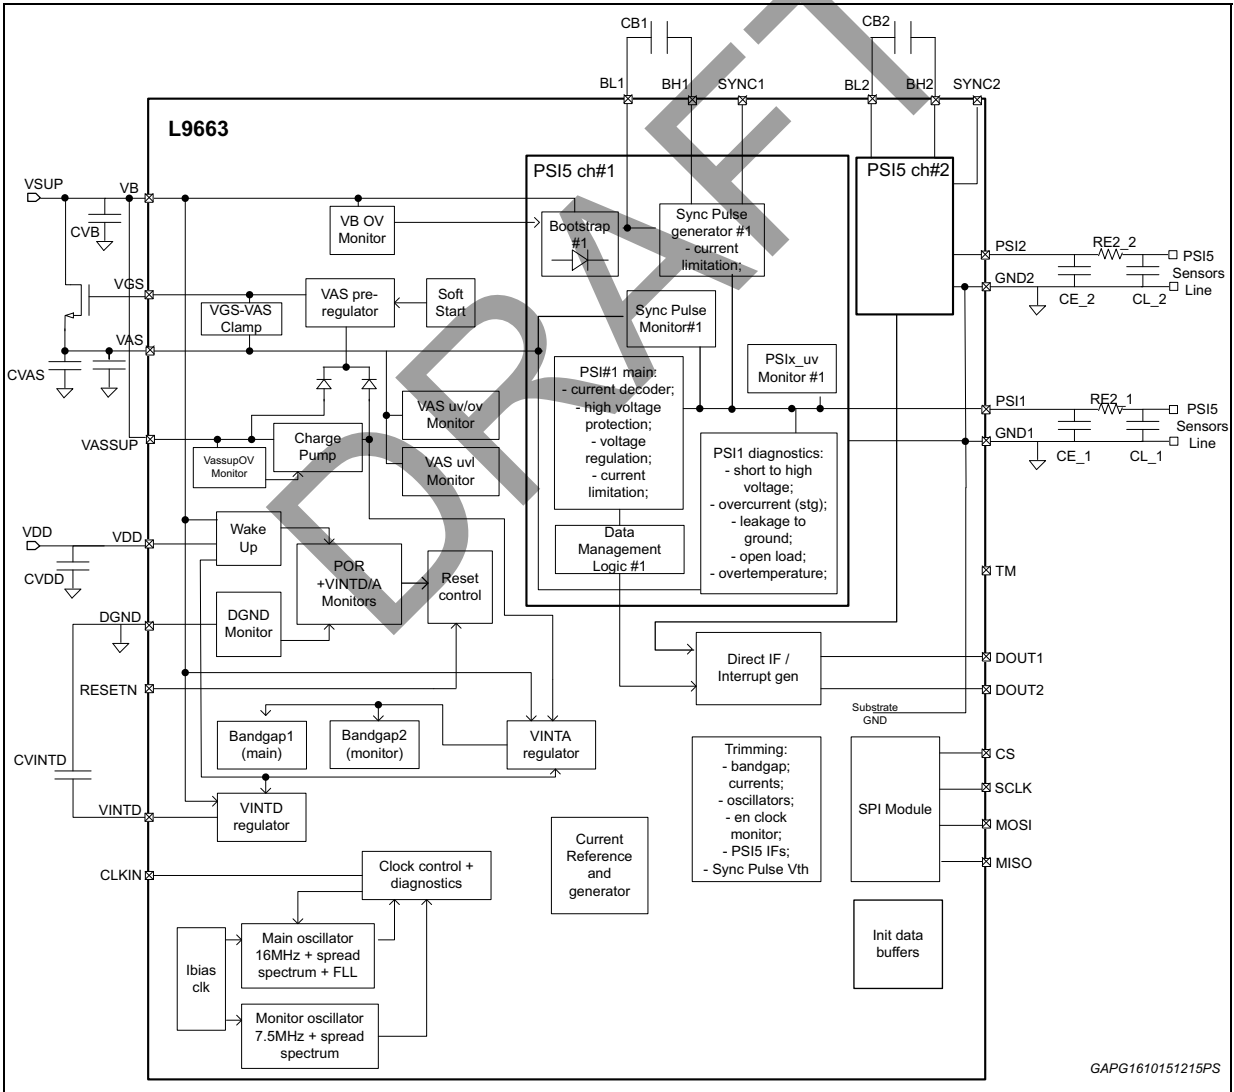 CB1
CB2
BL1
BH1
SYNC1
BL2
BH2
SYNC2
L9663
PSI5 ch#1
PSI5 ch#2
VSUP
VB
CVB
VB OV
Monitor
Bootstrap
#1
Sync Pulse
generator #1
- current
limitation;
PSI2
RE2_2
PSI5
Sensors
Line
GND2
CE_2
CL_2
VGS
VGS-VAS
Clamp
VAS pre-
regulator
Soft
Start
Sync Pulse
Monitor#1
VAS
CVAS
PSI#1 main:
- current decoder;
- high voltage
protection;
- voltage
regulation;
- current
limitation;
PSIx_uv
Monitor #1
PSI1
RE2_1
PSI5
Sensors
Line
GND1
CE_1
CL_1
VAS uv/ov
Monitor
VASSUP
Charge
Pump
VassupOV
Monitor
VAS uvl
Monitor
PSI1 diagnostics:
- short to high
voltage;
- overcurrent (stg);
- leakage to
ground;
- open load;
- overtemperature;
VDD
VDD
CVDD
Wake
Up
POR
+VINTD/A
Monitors
Reset
control
Data
Management
Logic #1
TM
DGND
DGND
Monitor
Direct IF /
Interrupt gen
DOUT1
DOUT2
RESETN
Substrate
GND
Bandgap1
(main)
Bandgap2
(monitor)
VINTA
regulator
CVINTD
VINTD
VINTD
regulator
Trimming:
- bandgap;
currents;
- oscillators;
- en clock
monitor;
- PSI5 IFs;
- Sync Pulse Vth
SPI Module
CS
SCLK
MOSI
MISO
Current
Reference
and
generator
CLKIN
Clock control +
diagnostics
Ibias
clk
Main oscillator
16MHz + spread
spectrum + FLL
Monitor oscillator
7.5MHz + spread
spectrum
Init data
buffers
GAPG1610151215PS
DRAFT